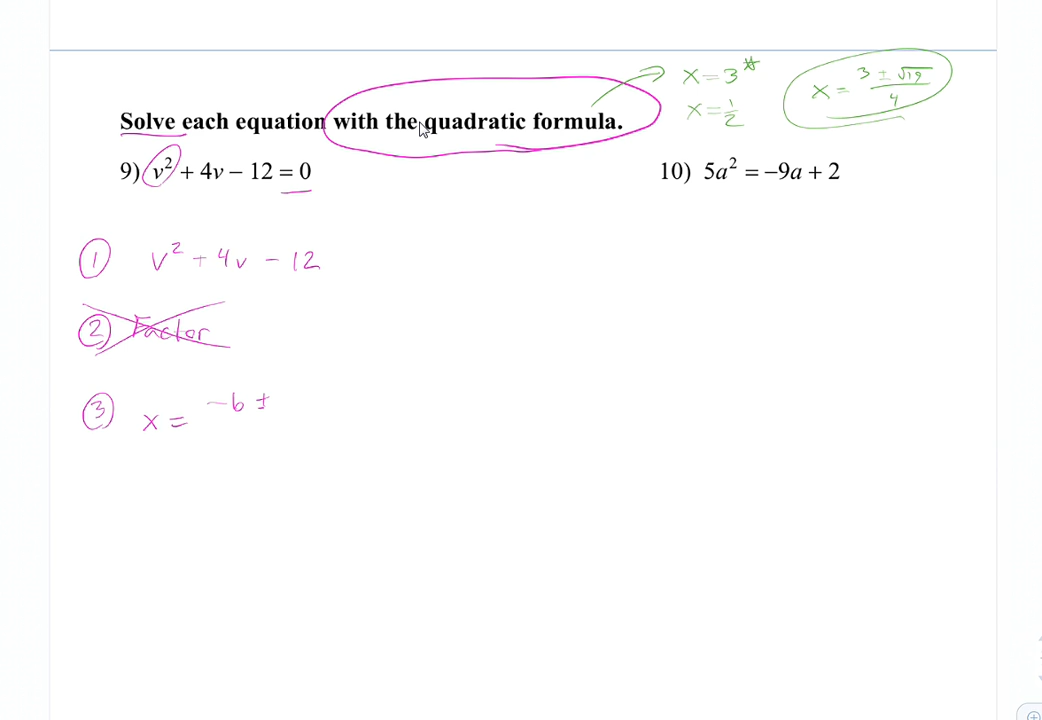 x = 3*
x = 1/2
x = (3 ± √19)/4
Solve each equation with the quadratic formula.
9) v² + 4v − 12 = 0
10) 5a² = −9a + 2
① v² + 4v − 12
② Factor
③ x = −b ±